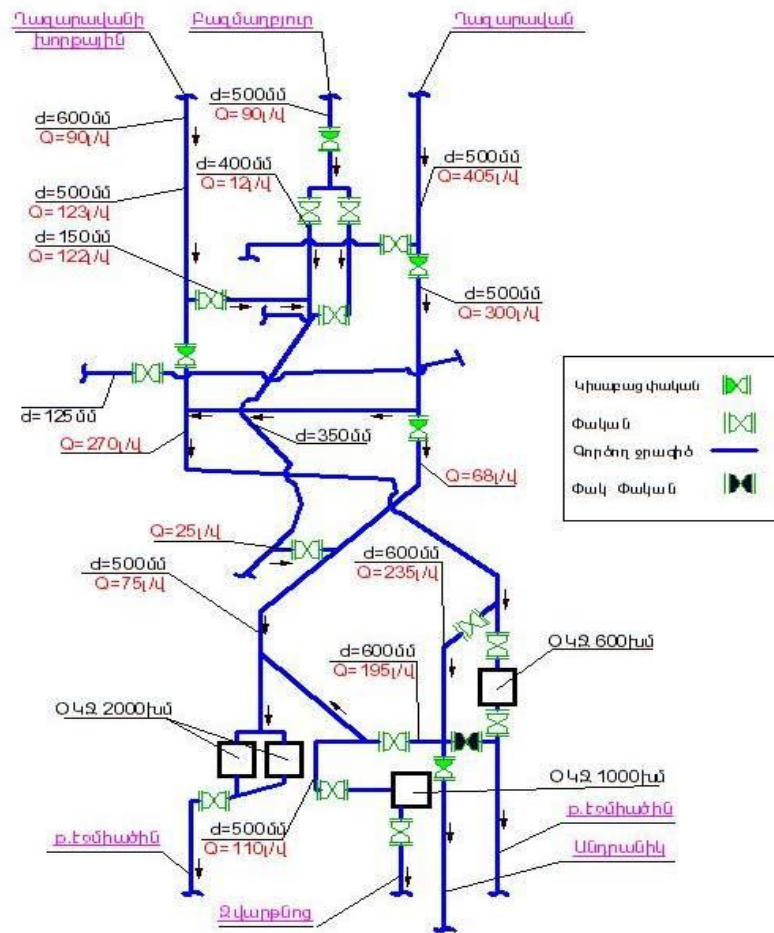 Ղազարավանի
խորքային
Բազմաղբյուր
Ղազարավան
d=500մմ
Q=90լ/վ
d=600մմ
Q=90լ/վ
d=400մմ
Q=12լ/վ
d=500մմ
Q=405լ/վ
d=500մմ
Q=123լ/վ
d=150մմ
Q=122լ/վ
d=500մմ
Q=300լ/վ
Կիսաբաց փական
Փական
Գործող ջրագիծ
Փակ Փական
d=125մմ
Q=270լ/վ
d=350մմ
Q=68լ/վ
Q=25լ/վ
d=600մմ
Q=235լ/վ
d=500մմ
Q=75լ/վ
ՕԿՋ 600խմ
d=600մմ
Q=195լ/վ
ՕԿՋ 2000խմ
ՕԿՋ 1000խմ
d=500մմ
Q=110լ/վ
ք.էջմիածին
ք.էջմիածին
Անդրանիկ
Զվարթնոց